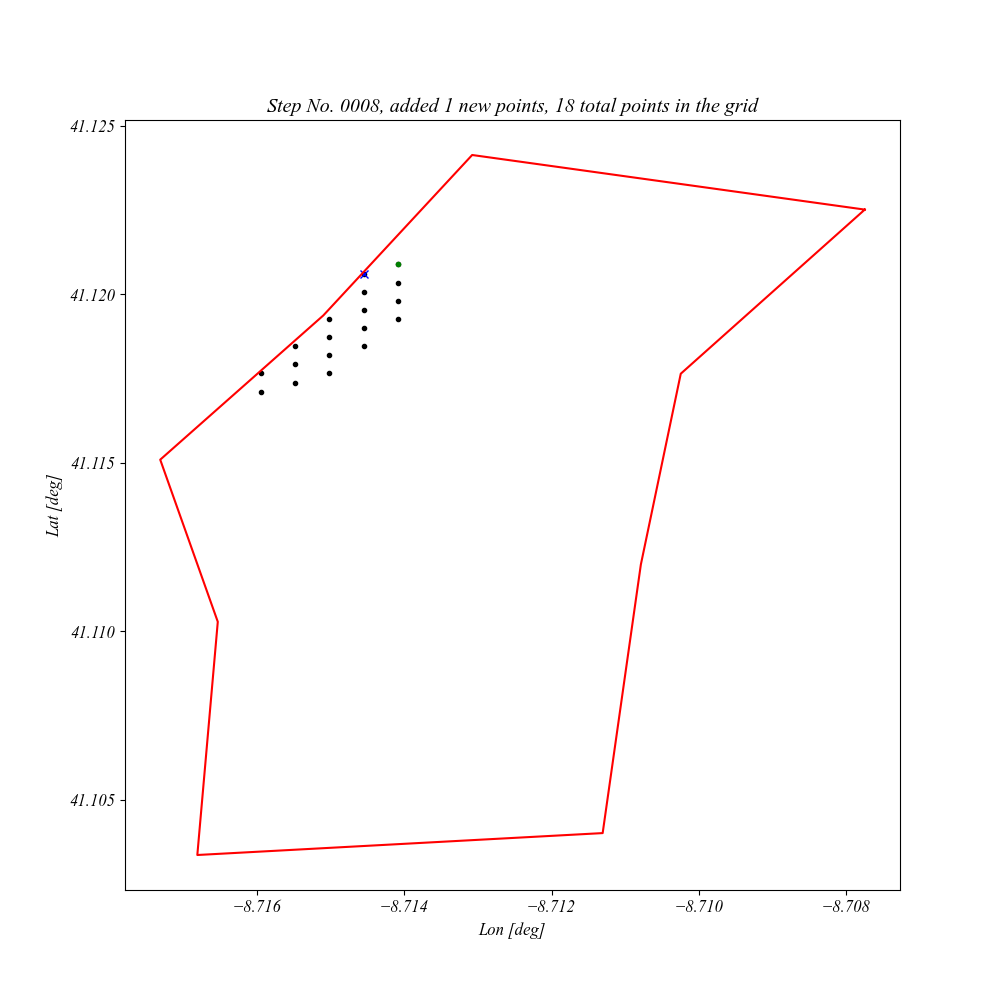 Step No. 0008, added 1 new points, 18 total points in the grid
41.125
41.120
41.115
41.110
41.105
Lat [deg]
−8.716 −8.714 −8.712 −8.710 −8.708
Lon [deg]